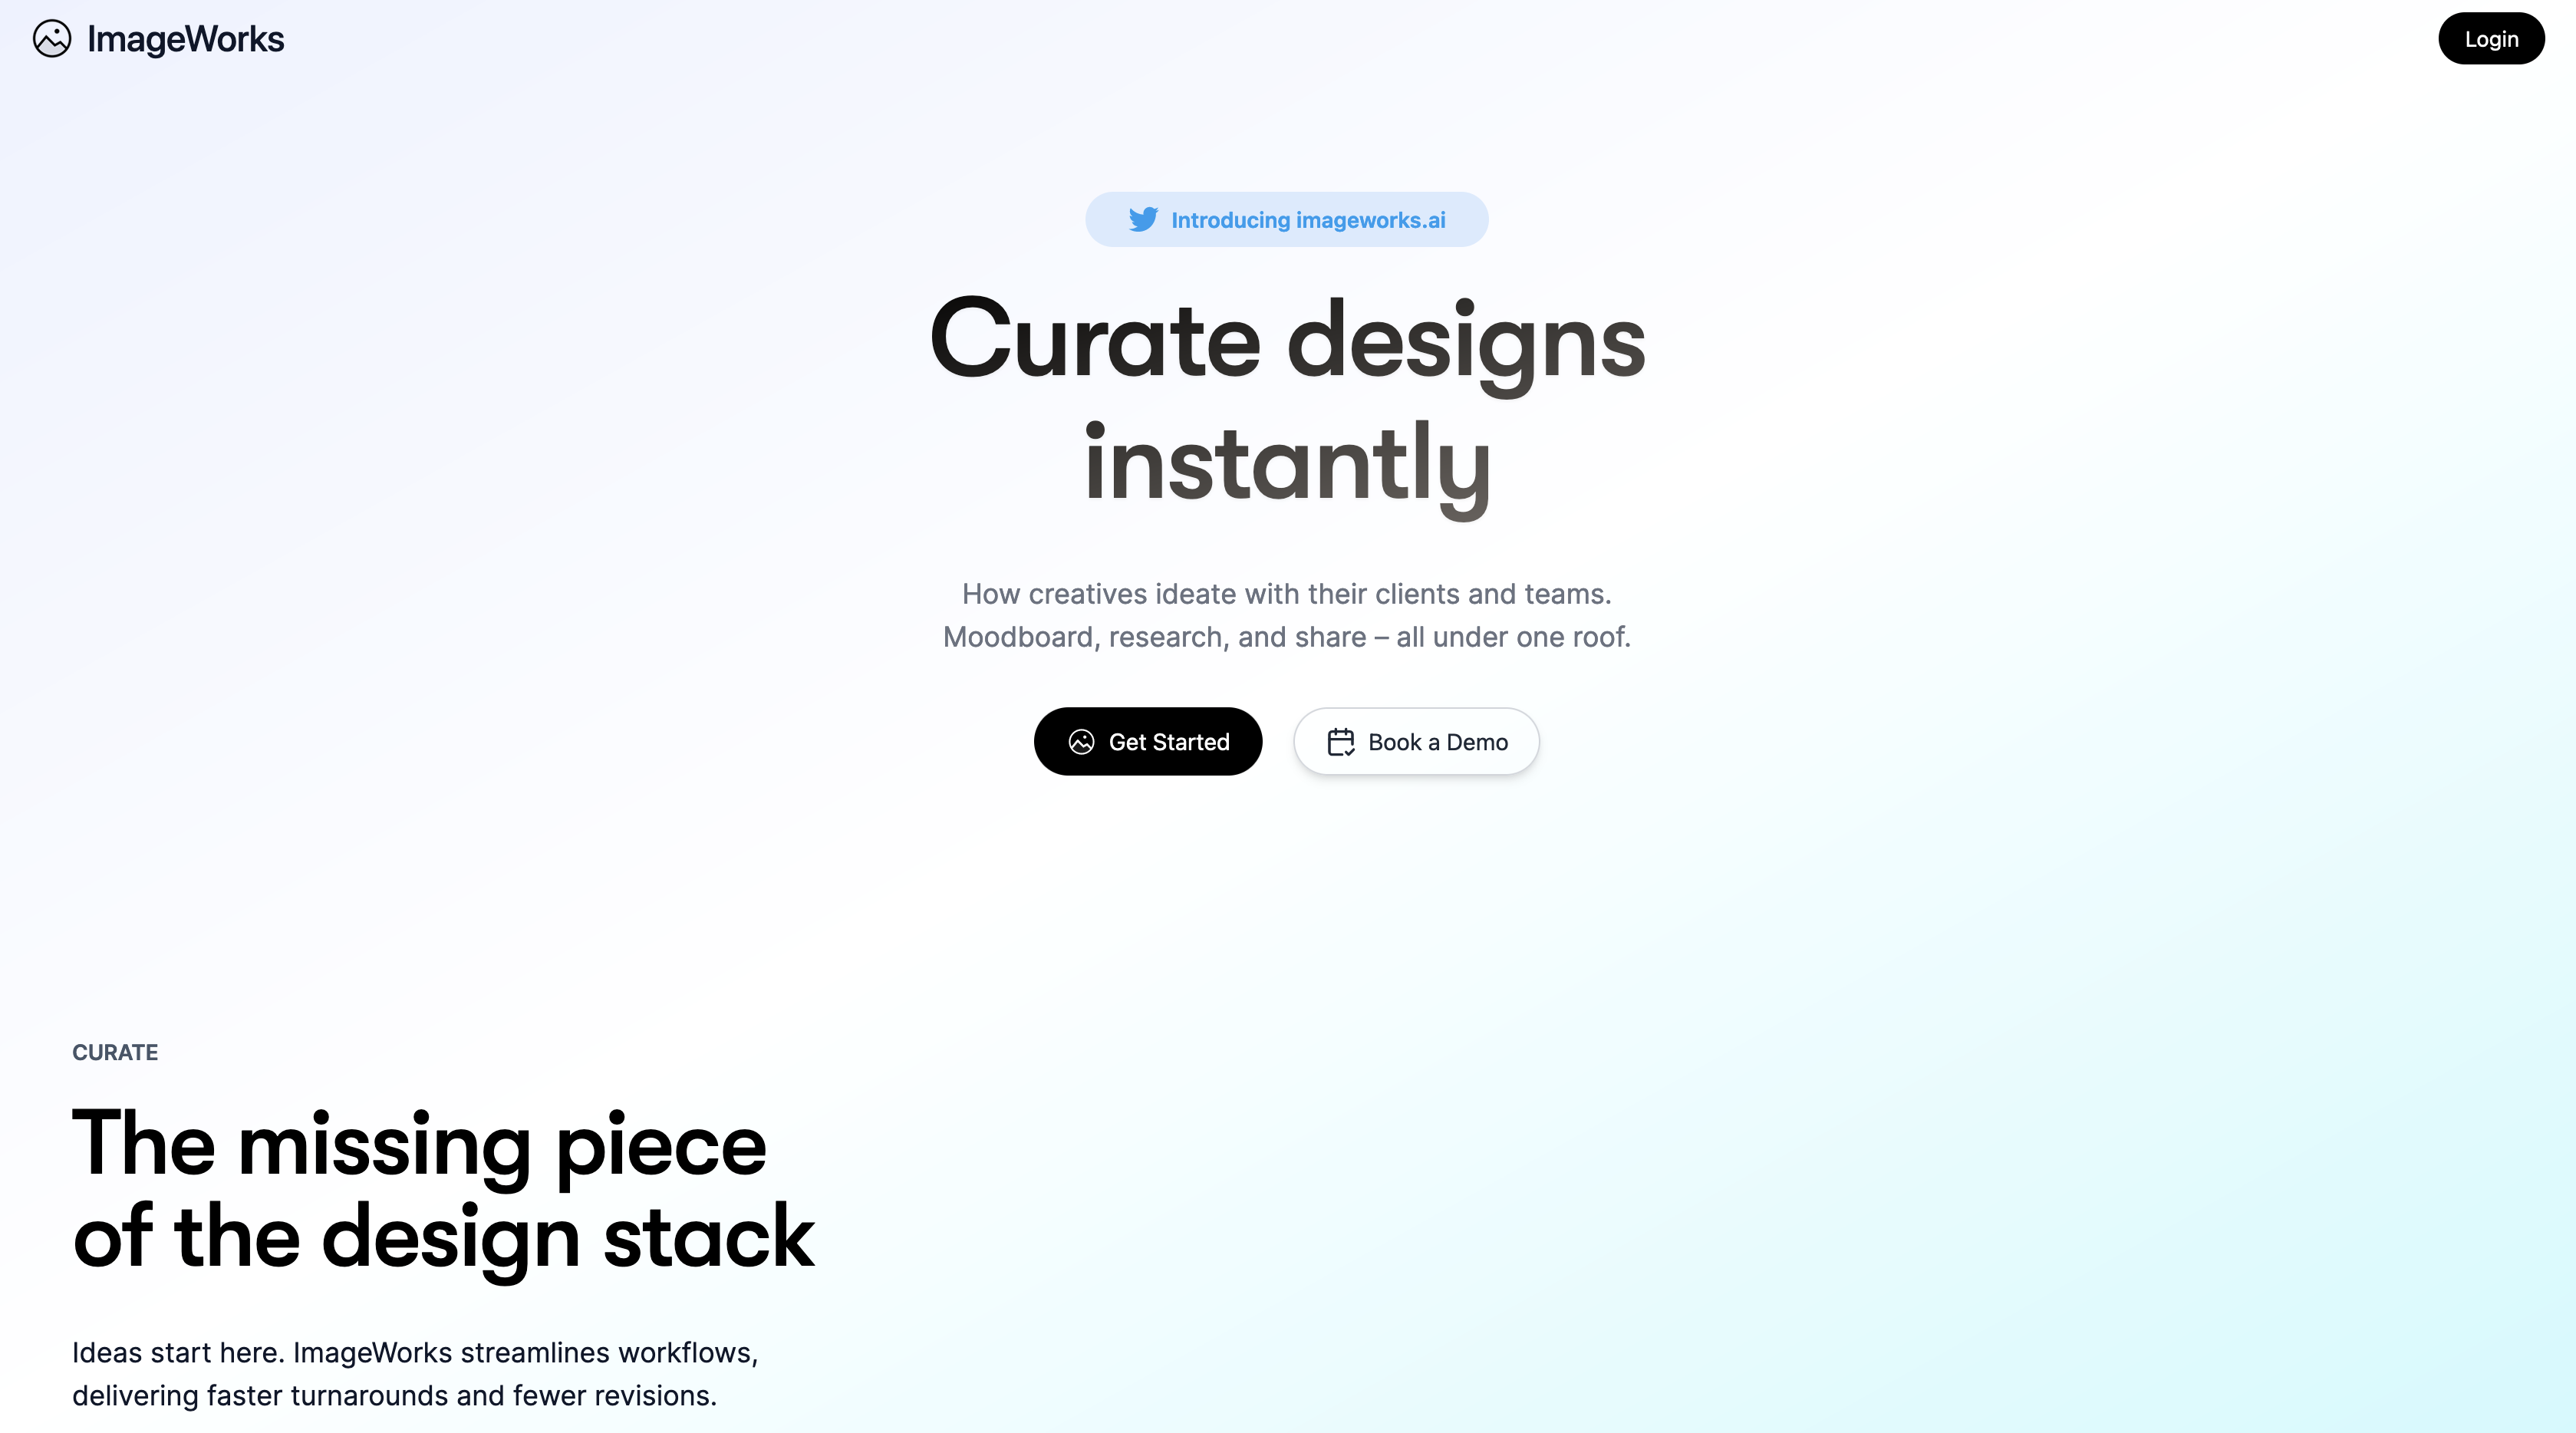 ImageWorks
Login
Introducing imageworks.ai
Curate designs
instantly
How creatives ideate with their clients and teams.
Moodboard, research, and share – all under one roof.
Get Started
Book a Demo
CURATE
The missing piece
of the design stack
Ideas start here. ImageWorks streamlines workflows,
delivering faster turnarounds and fewer revisions.